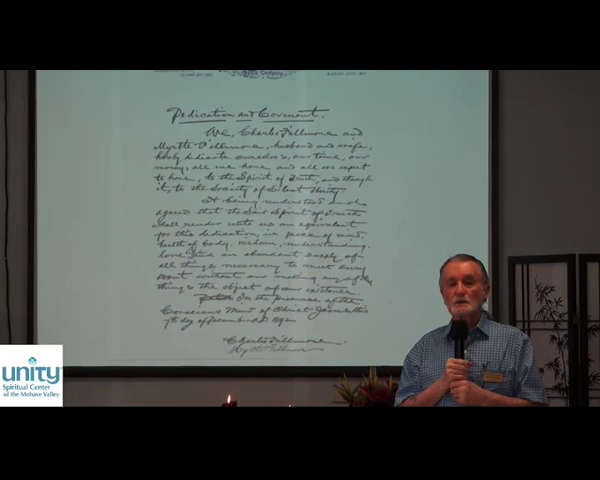 Dedication and Covenant.
We, Charles Fillmore and
Myrtle Fillmore, husband and wife,
hereby dedicate ourselves, our time, our
money, all we have and all we expect
to have, to the Spirit of Truth, and through
it, to the Society of Silent Unity.
It being understood and
agreed that the Said Spirit of Truth
shall render unto us an equivalent
for this dedication, in peace of mind,
health of body, wisdom, understanding,
love, and an abundant supply of
all things necessary to meet every
want without our making any of these
things the object of our existence.
In the presence of the
Conscious Mind of Christ Jesus, this
7th day of December 1892.
Charles Fillmore.
Myrtle Fillmore
unity
Spiritual Center
of the Mohave Valley